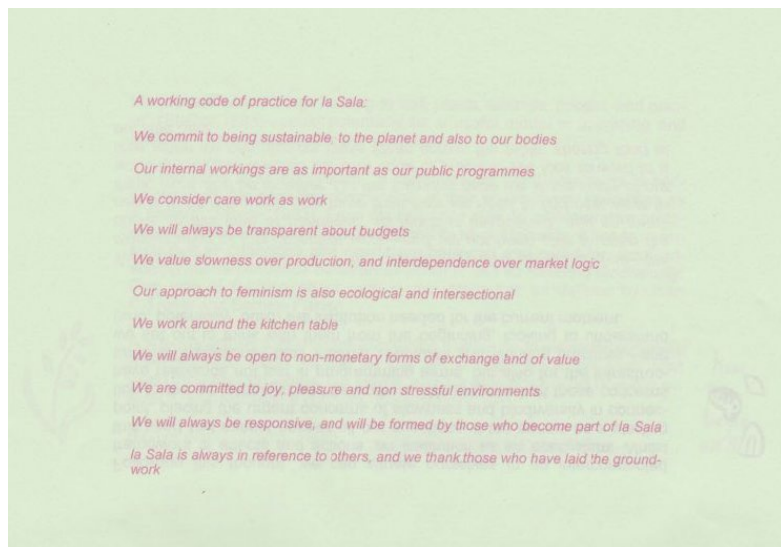 A working code of practice for la Sala:
We commit to being sustainable, to the planet and also to our bodies
Our internal workings are as important as our public programmes
We consider care work as work
We will always be transparent about budgets
We value slowness over production, and interdependence over market logic
Our approach to feminism is also ecological and intersectional
We work around the kitchen table
We will always be open to non-monetary forms of exchange and of value
We are committed to joy, pleasure and non stressful environments
We will always be responsive, and will be formed by those who become part of la Sala
la Sala is always in reference to others, and we thank those who have laid the ground-
work